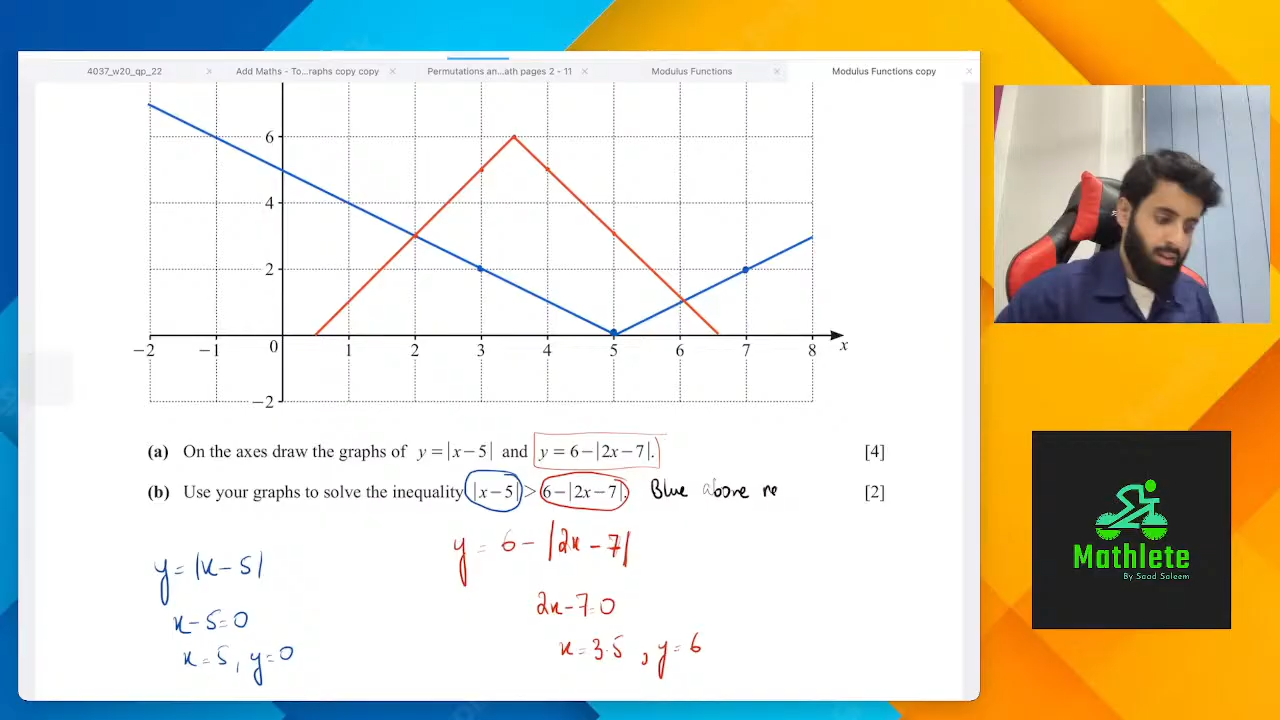 4037_w20_qp_22 × Add Maths - To...raphs copy copy × Permutations an...ath pages 2 - 11 × Modulus Functions × Modulus Functions copy ×
6
4
2
−2 −1 0 1 2 3 4 5 6 7 8 x
−2
(a) On the axes draw the graphs of y = |x − 5| and y = 6 − |2x − 7|. [4]
(b) Use your graphs to solve the inequality |x − 5| > 6 − |2x − 7|. Blue above re [2]
y = |x − 5|
x − 5 = 0
x = 5, y = 0
y = 6 − |2x − 7|
2x − 7 = 0
x = 3.5, y = 6
Mathlete
By Saad Saleem